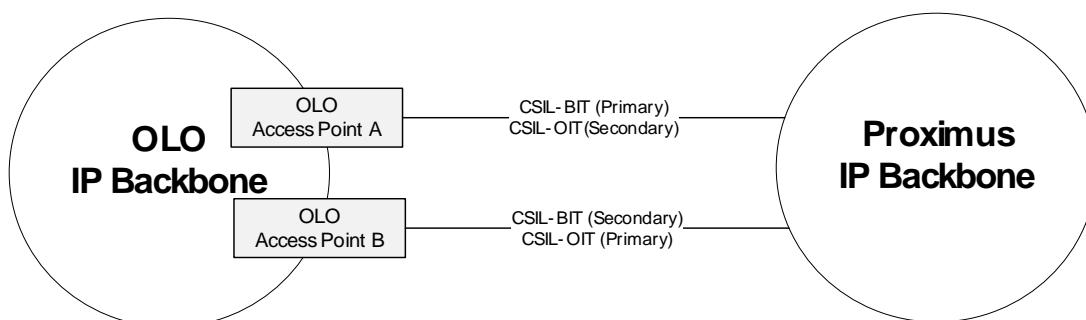 OLO
IP Backbone
OLO
Access Point A
CSIL-BIT (Primary)
CSIL-OIT(Secondary)
OLO
Access Point B
CSIL-BIT (Secondary)
CSIL-OIT (Primary)
Proximus
IP Backbone